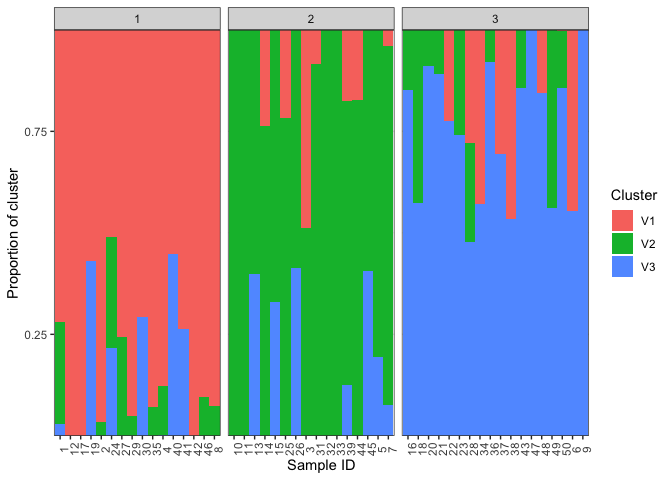 1 2 3
0.75
0.25
Proportion of cluster
1 12 17 19 2 24 27 29 30 35 4 40 41 42 46 8
10 11 13 14 15 25 26 3 31 32 33 39 44 45 5 7
16 18 20 21 22 23 28 34 36 37 38 43 47 48 49 50 6 9
Sample ID
Cluster
V1
V2
V3